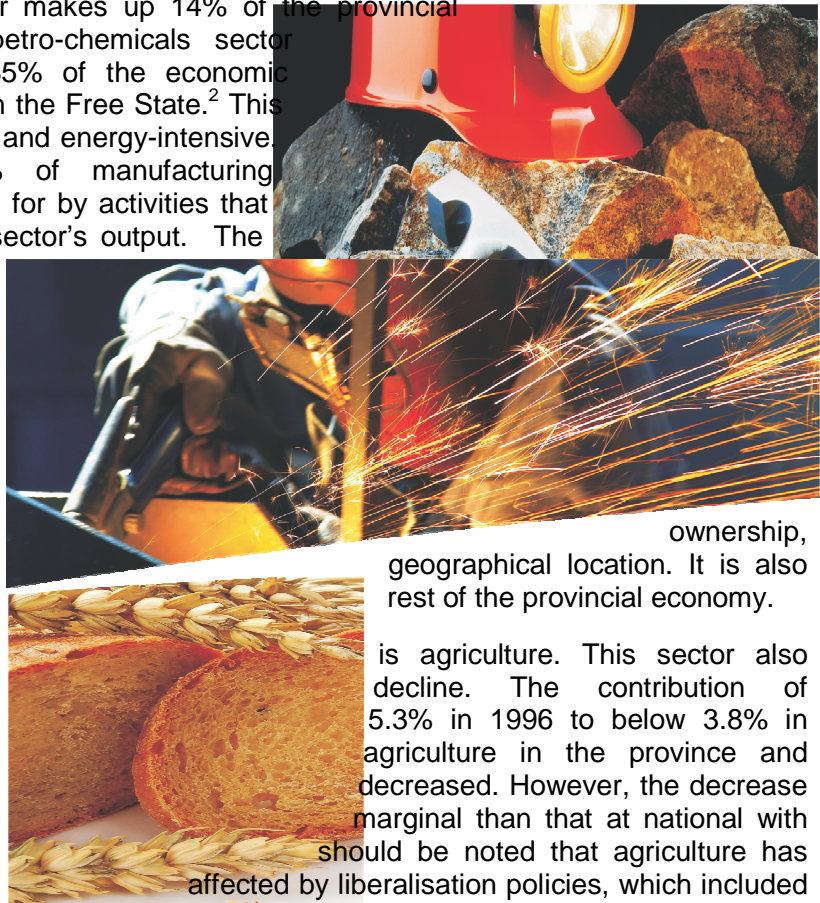 makes up 14% of the provincial
petro-chemicals sector
5% of the economic
the Free State.2 This
and energy-intensive.
of manufacturing
for by activities that
sector's output. The
ownership,
geographical location. It is also
rest of the provincial economy.
is agriculture. This sector also
decline. The contribution of
5.3% in 1996 to below 3.8% in
agriculture in the province and
decreased. However, the decrease
marginal than that at national with
should be noted that agriculture has
affected by liberalisation policies, which included